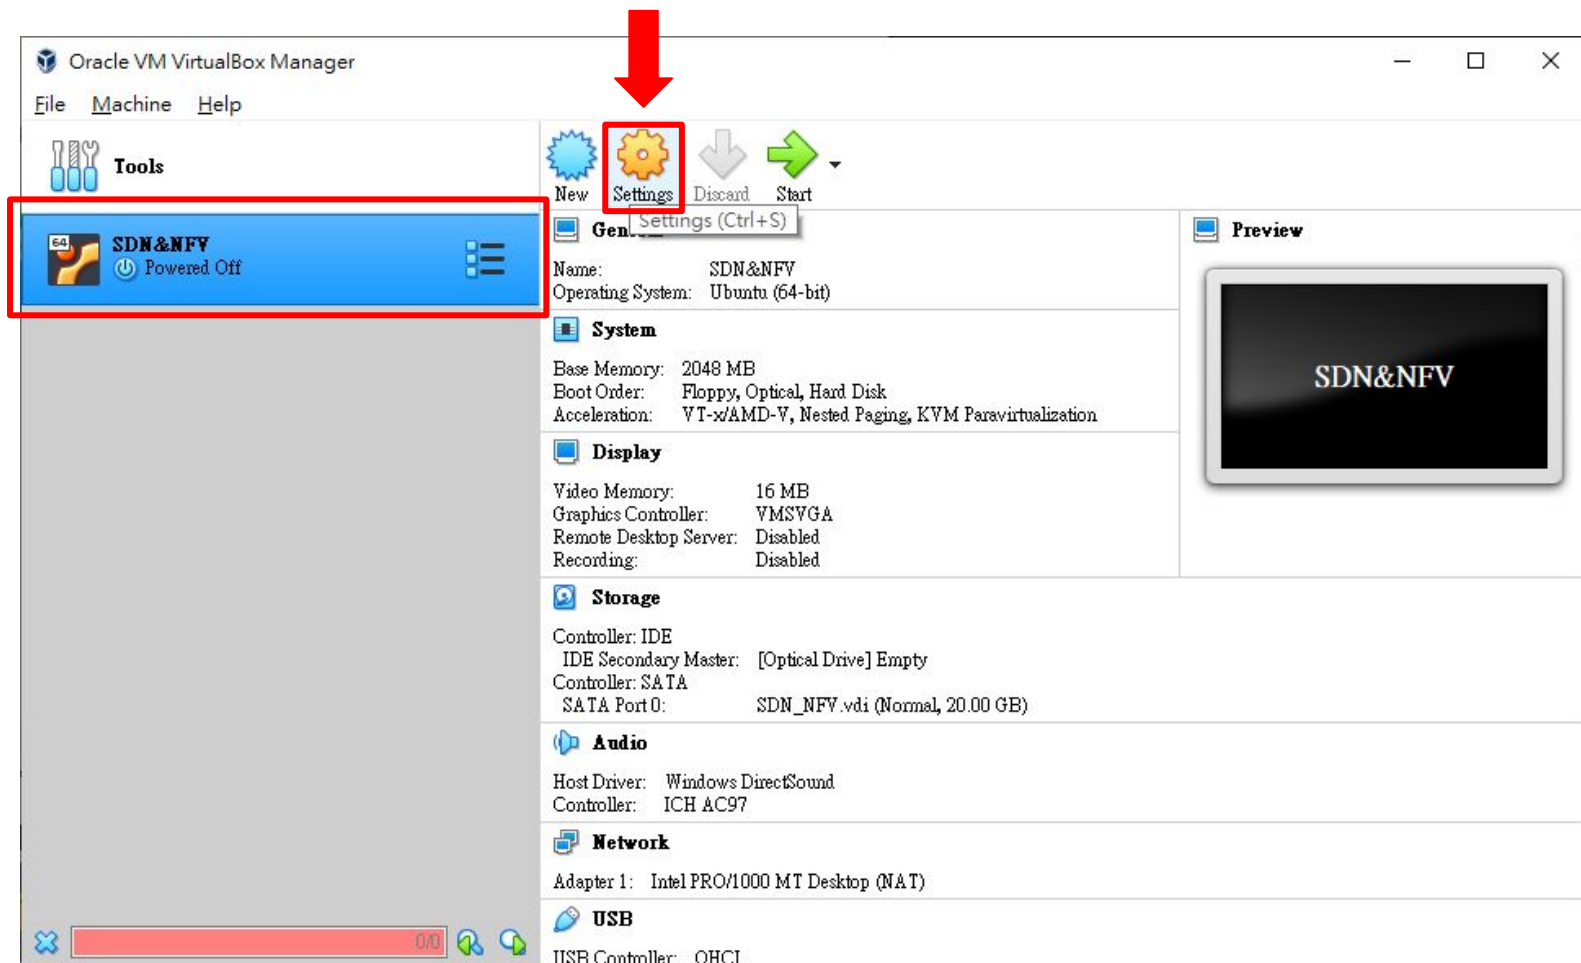 Oracle VM VirtualBox Manager
File Machine Help
Tools
New Settings Discard Start
Settings (Ctrl+S)
64
SDN&NFV
Powered Off
Name: SDN&NFV
Operating System: Ubuntu (64-bit)
System
Base Memory: 2048 MB
Boot Order: Floppy, Optical, Hard Disk
Acceleration: VT-x/AMD-V, Nested Paging, KVM Paravirtualization
Display
Video Memory: 16 MB
Graphics Controller: VMSVGA
Remote Desktop Server: Disabled
Recording: Disabled
Preview
SDN&NFV
Storage
Controller: IDE
IDE Secondary Master: [Optical Drive] Empty
Controller: SATA
SATA Port 0: SDN_NFV.vdi (Normal, 20.00 GB)
Audio
Host Driver: Windows DirectSound
Controller: ICH AC97
Network
Adapter 1: Intel PRO/1000 MT Desktop (NAT)
USB
USB Controller: OHCI
0/0